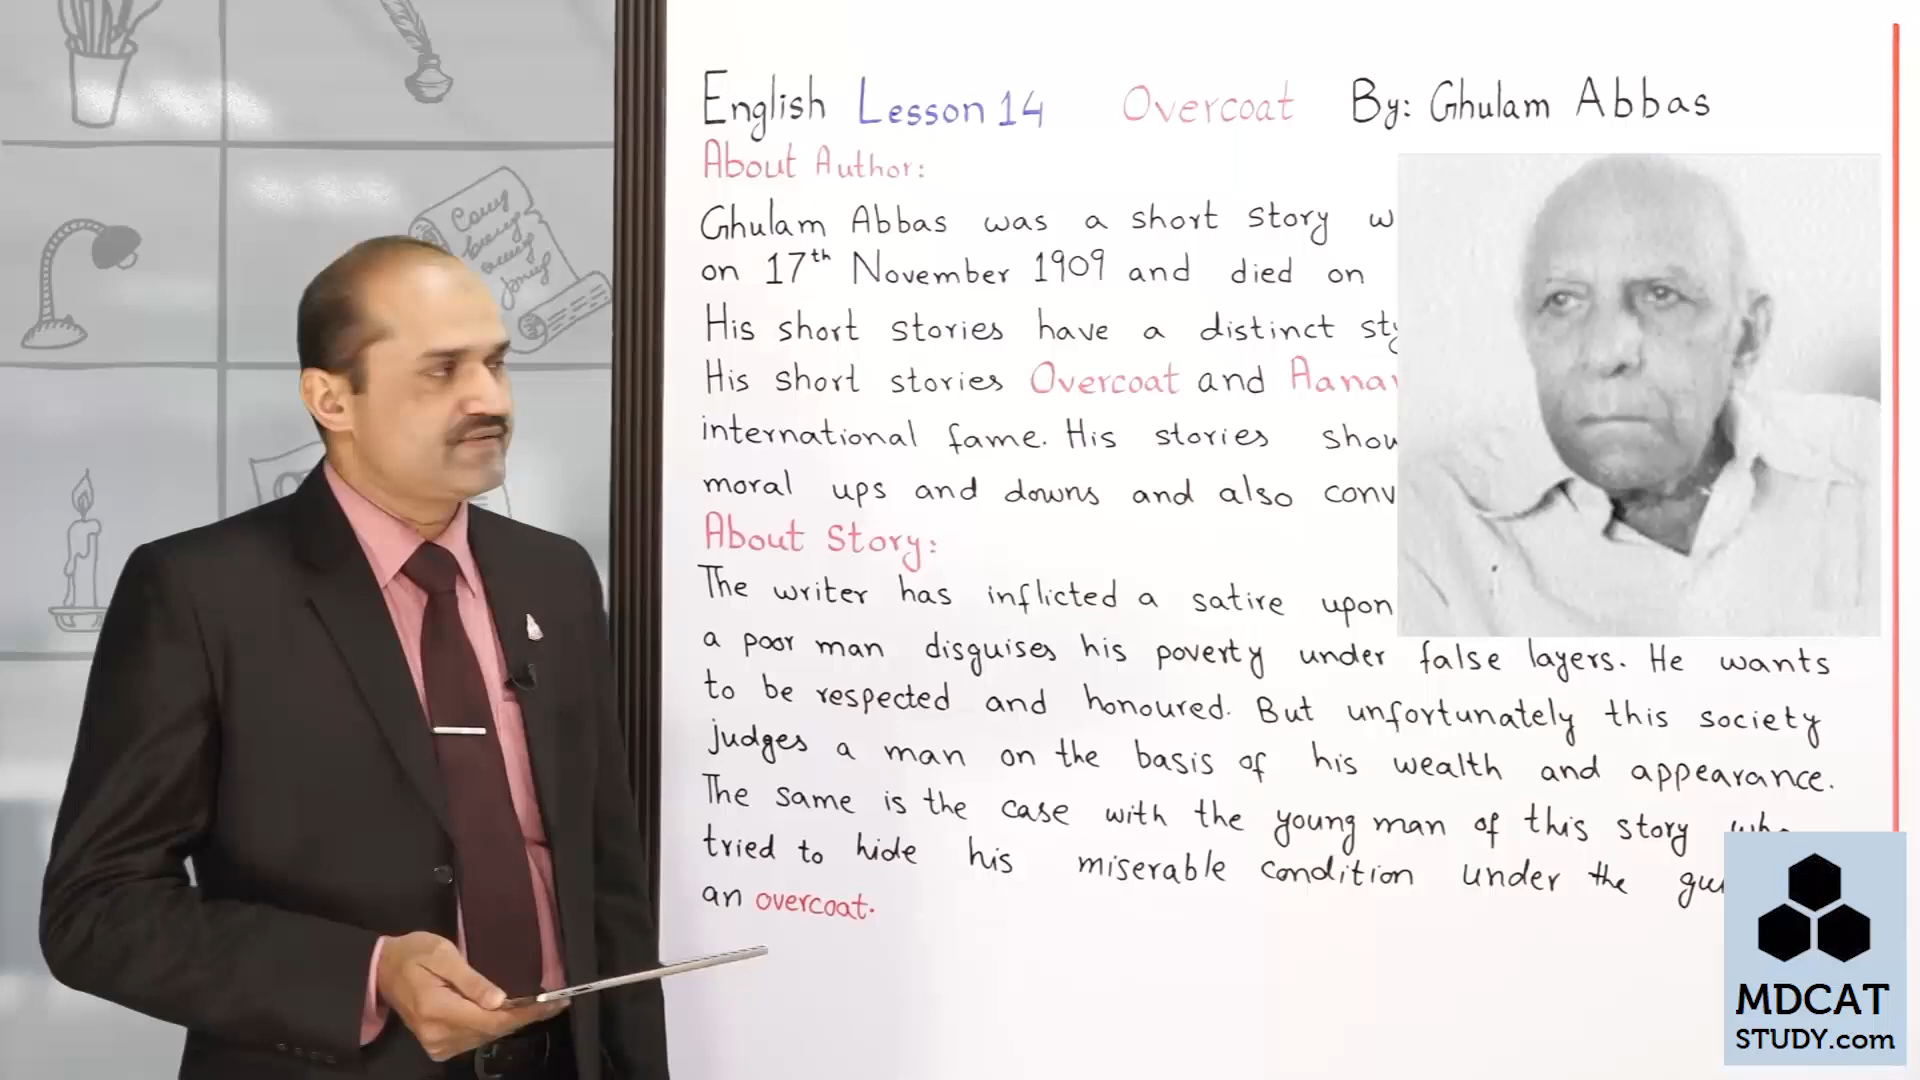 English Lesson 14 Overcoat By: Ghulam Abbas
About Author:
Ghulam Abbas was a short story
on 17th November 1909 and died on
His short stories have a distinct
His short stories Overcoat and
international fame. His stories
moral ups and downs and also
About Story:
The writer has inflicted a satire upon
a poor man disguises his poverty under false layers. He wants
to be respected and honoured. But unfortunately this society
judges a man on the basis of his wealth and appearance.
The same is the case with the young man of this story
tried to hide his miserable condition under the
an overcoat.
MDCAT
STUDY.com